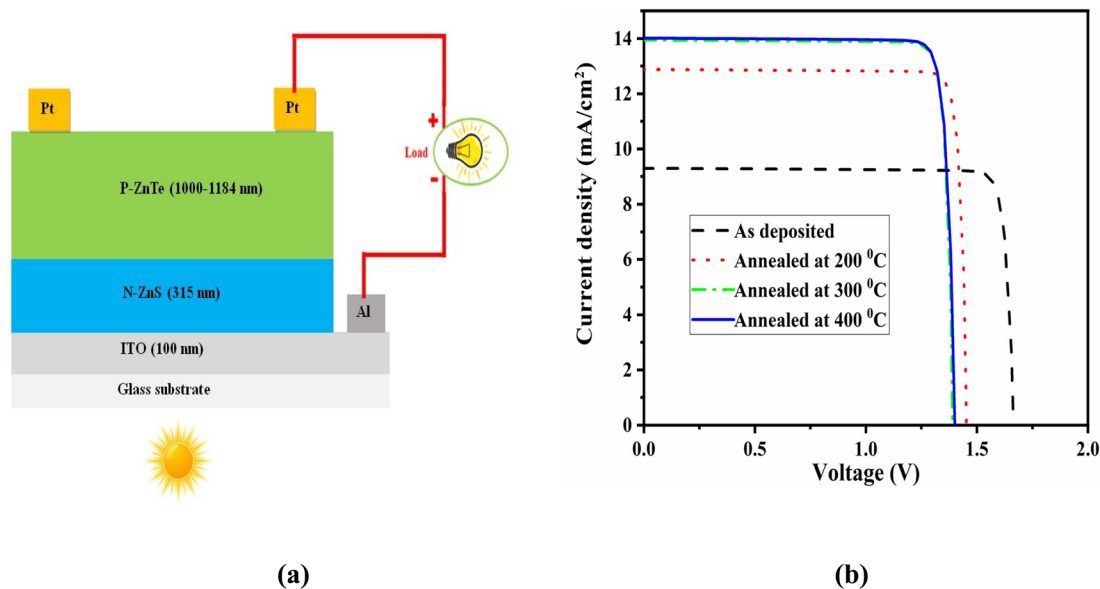 Pt
Pt
P-ZnTe (1000-1184 nm)
N-ZnS (315 nm)
ITO (100 nm)
Glass substrate
Al
+
Load
-
(a)
Current density (mA/cm²)
14
12
10
8
6
4
2
0
As deposited
Annealed at 200 ⁰C
Annealed at 300 ⁰C
Annealed at 400 ⁰C
0.0 0.5 1.0 1.5 2.0
Voltage (V)
(b)